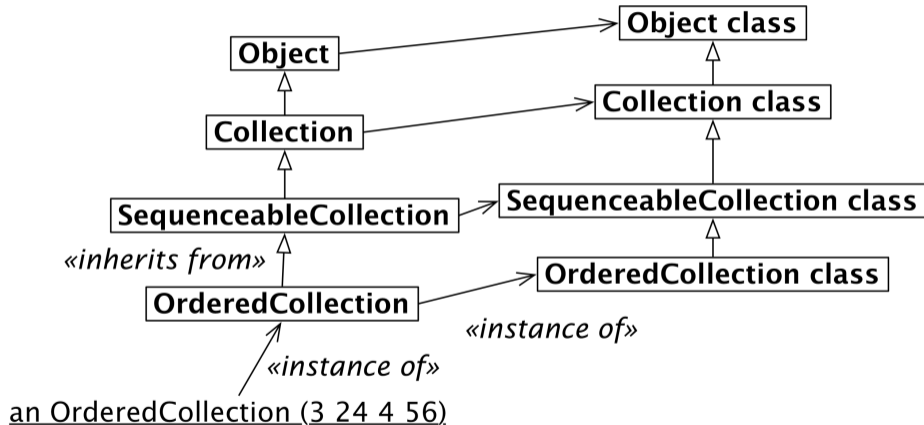 Object class
Object
Collection class
Collection
SequenceableCollection class
SequenceableCollection
«inherits from»
OrderedCollection class
OrderedCollection
«instance of»
«instance of»
an OrderedCollection (3 24 4 56)